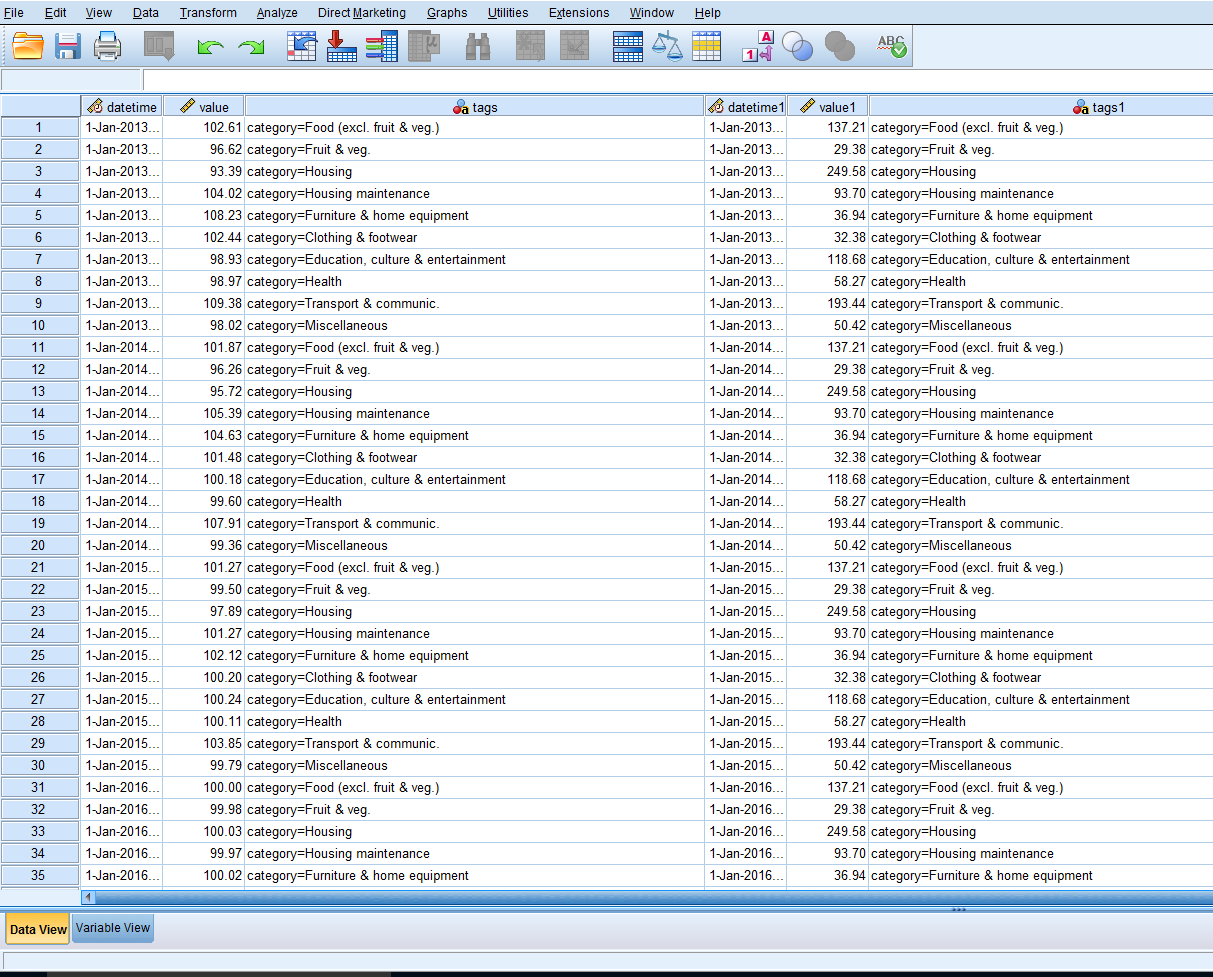 File Edit View Data Transform Analyze Direct Marketing Graphs Utilities Extensions Window Help
A
1
ABC
datetime value a tags datetime1 value1 a tags1
1 1-Jan-2013... 102.61 category=Food (excl. fruit & veg.) 1-Jan-2013... 137.21 category=Food (excl. fruit & veg.)
2 1-Jan-2013... 96.62 category=Fruit & veg. 1-Jan-2013... 29.38 category=Fruit & veg.
3 1-Jan-2013... 93.39 category=Housing 1-Jan-2013... 249.58 category=Housing
4 1-Jan-2013... 104.02 category=Housing maintenance 1-Jan-2013... 93.70 category=Housing maintenance
5 1-Jan-2013... 108.23 category=Furniture & home equipment 1-Jan-2013... 36.94 category=Furniture & home equipment
6 1-Jan-2013... 102.44 category=Clothing & footwear 1-Jan-2013... 32.38 category=Clothing & footwear
7 1-Jan-2013... 98.93 category=Education, culture & entertainment 1-Jan-2013... 118.68 category=Education, culture & entertainment
8 1-Jan-2013... 98.97 category=Health 1-Jan-2013... 58.27 category=Health
9 1-Jan-2013... 109.38 category=Transport & communic. 1-Jan-2013... 193.44 category=Transport & communic.
10 1-Jan-2013... 98.02 category=Miscellaneous 1-Jan-2013... 50.42 category=Miscellaneous
11 1-Jan-2014... 101.87 category=Food (excl. fruit & veg.) 1-Jan-2014... 137.21 category=Food (excl. fruit & veg.)
12 1-Jan-2014... 96.26 category=Fruit & veg. 1-Jan-2014... 29.38 category=Fruit & veg.
13 1-Jan-2014... 95.72 category=Housing 1-Jan-2014... 249.58 category=Housing
14 1-Jan-2014... 105.39 category=Housing maintenance 1-Jan-2014... 93.70 category=Housing maintenance
15 1-Jan-2014... 104.63 category=Furniture & home equipment 1-Jan-2014... 36.94 category=Furniture & home equipment
16 1-Jan-2014... 101.48 category=Clothing & footwear 1-Jan-2014... 32.38 category=Clothing & footwear
17 1-Jan-2014... 100.18 category=Education, culture & entertainment 1-Jan-2014... 118.68 category=Education, culture & entertainment
18 1-Jan-2014... 99.60 category=Health 1-Jan-2014... 58.27 category=Health
19 1-Jan-2014... 107.91 category=Transport & communic. 1-Jan-2014... 193.44 category=Transport & communic.
20 1-Jan-2014... 99.36 category=Miscellaneous 1-Jan-2014... 50.42 category=Miscellaneous
21 1-Jan-2015... 101.27 category=Food (excl. fruit & veg.) 1-Jan-2015... 137.21 category=Food (excl. fruit & veg.)
22 1-Jan-2015... 99.50 category=Fruit & veg. 1-Jan-2015... 29.38 category=Fruit & veg.
23 1-Jan-2015... 97.89 category=Housing 1-Jan-2015... 249.58 category=Housing
24 1-Jan-2015... 101.27 category=Housing maintenance 1-Jan-2015... 93.70 category=Housing maintenance
25 1-Jan-2015... 102.12 category=Furniture & home equipment 1-Jan-2015... 36.94 category=Furniture & home equipment
26 1-Jan-2015... 100.20 category=Clothing & footwear 1-Jan-2015... 32.38 category=Clothing & footwear
27 1-Jan-2015... 100.24 category=Education, culture & entertainment 1-Jan-2015... 118.68 category=Education, culture & entertainment
28 1-Jan-2015... 100.11 category=Health 1-Jan-2015... 58.27 category=Health
29 1-Jan-2015... 103.85 category=Transport & communic. 1-Jan-2015... 193.44 category=Transport & communic.
30 1-Jan-2015... 99.79 category=Miscellaneous 1-Jan-2015... 50.42 category=Miscellaneous
31 1-Jan-2016... 100.00 category=Food (excl. fruit & veg.) 1-Jan-2016... 137.21 category=Food (excl. fruit & veg.)
32 1-Jan-2016... 99.98 category=Fruit & veg. 1-Jan-2016... 29.38 category=Fruit & veg.
33 1-Jan-2016... 100.03 category=Housing 1-Jan-2016... 249.58 category=Housing
34 1-Jan-2016... 99.97 category=Housing maintenance 1-Jan-2016... 93.70 category=Housing maintenance
35 1-Jan-2016... 100.02 category=Furniture & home equipment 1-Jan-2016... 36.94 category=Furniture & home equipment
Data View Variable View